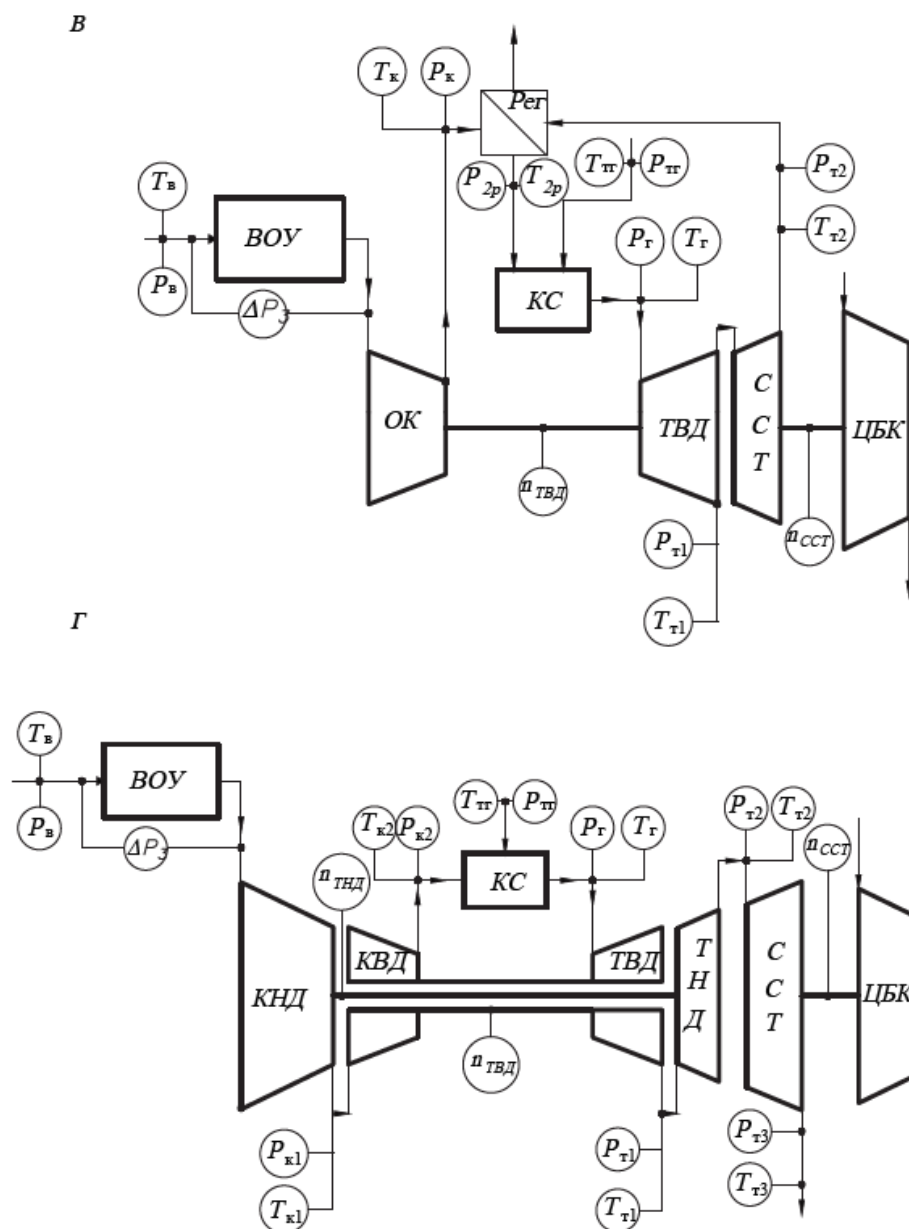 в
Tк
Pк
Рег
Tтг
Pтг
Tв
P2р
T2р
Pт2
ВОУ
Pг
Tг
Tт2
Pв
КС
ΔPз
ОК
ТВД
С
С
Т
ЦБК
nТВД
nССТ
Pт1
Tт1
г
Tв
ВОУ
Tтг
Pтг
Pт2
Tт2
Pв
Tк2
Pк2
Pг
Tг
nССТ
ΔPз
КС
nТНД
КНД
КВД
ТВД
Т
Н
Д
С
С
Т
ЦБК
nТВД
Pк1
Pт1
Pт3
Tк1
Tт1
Tт3